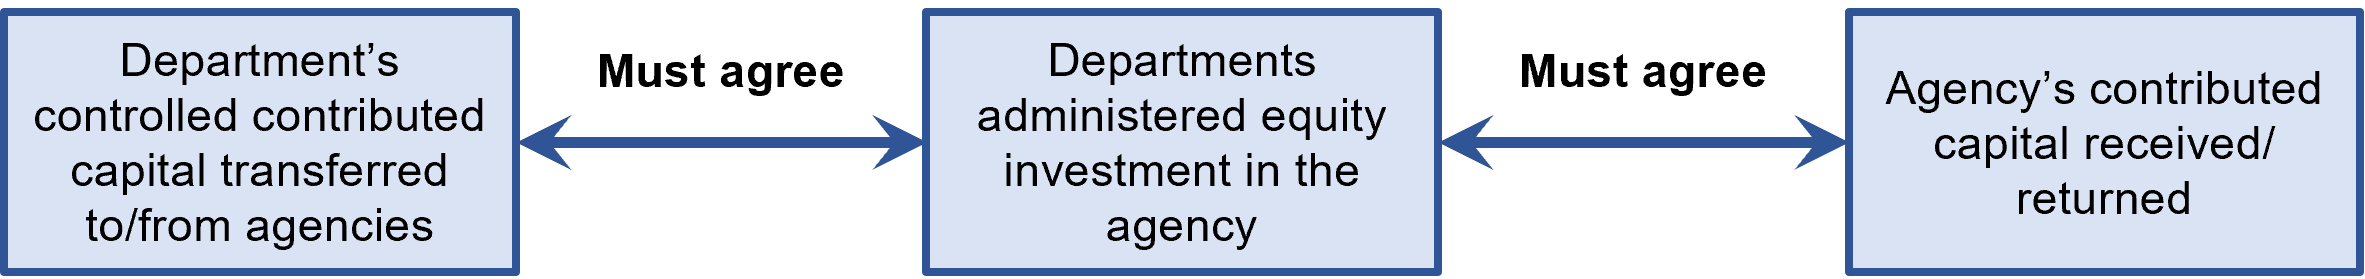 Department’s
controlled contributed
capital transferred
to/from agencies
Must agree
Departments
administered equity
investment in the
agency
Must agree
Agency’s contributed
capital received/
returned